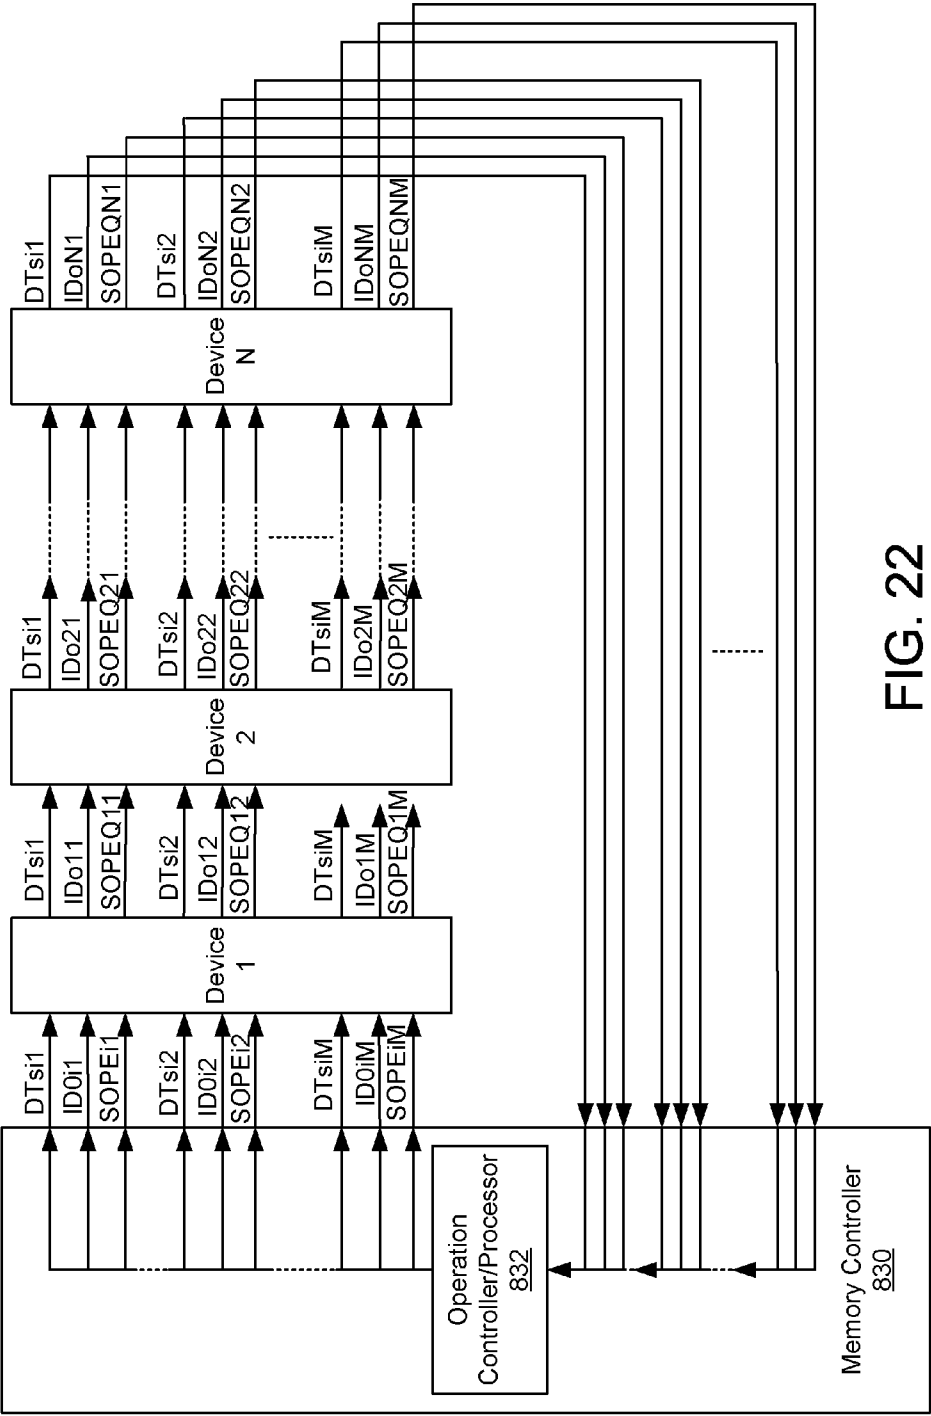 Memory Controller
830
Operation
Controller/Processor
832
DTsi1
ID0i1
SOPEi1
DTsi2
ID0i2
SOPEi2
DTsiM
ID0iM
SOPEiM
Device
1
DTsi1
IDo11
SOPEQ11
DTsi2
IDo12
SOPEQ12
DTsiM
IDo1M
SOPEQ1M
Device
2
DTsi1
IDo21
SOPEQ21
DTsi2
IDo22
SOPEQ22
DTsiM
IDo2M
SOPEQ2M
Device
N
DTsi1
IDoN1
SOPEQN1
DTsi2
IDoN2
SOPEQN2
DTsiM
IDoNM
SOPEQNM
FIG. 22